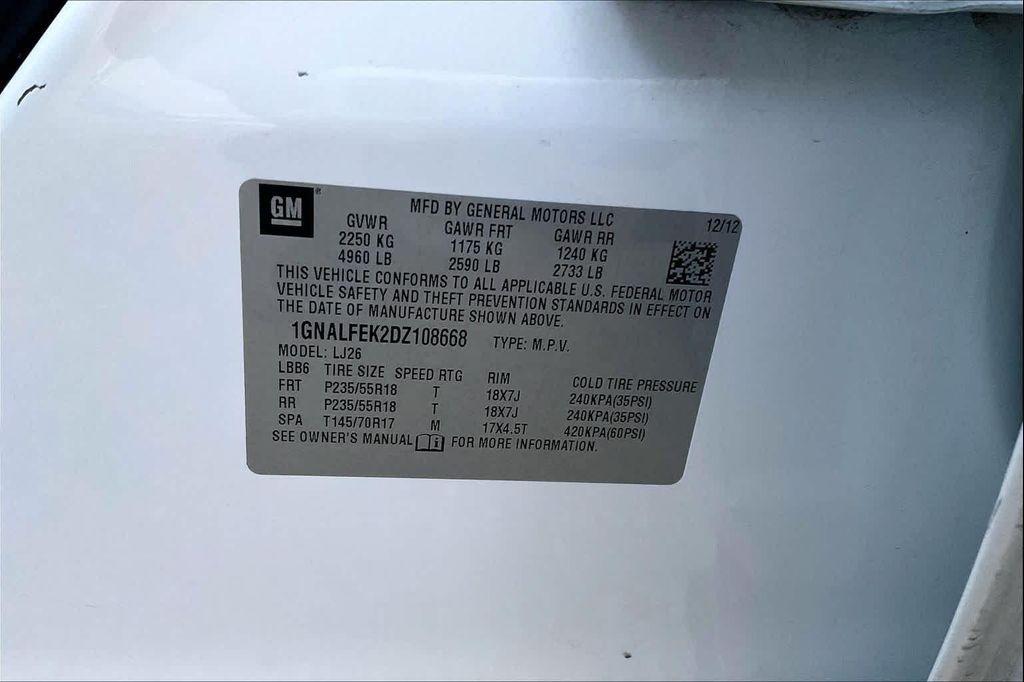 GM ®
MFD BY GENERAL MOTORS LLC 12/12
GVWR GAWR FRT GAWR RR
2250 KG 1175 KG 1240 KG
4960 LB 2590 LB 2733 LB
THIS VEHICLE CONFORMS TO ALL APPLICABLE U.S. FEDERAL MOTOR
VEHICLE SAFETY AND THEFT PREVENTION STANDARDS IN EFFECT ON
THE DATE OF MANUFACTURE SHOWN ABOVE.
1GNALFEK2DZ108668 TYPE: M.P.V.
MODEL: LJ26
LBB6 TIRE SIZE SPEED RTG RIM COLD TIRE PRESSURE
FRT P235/55R18 T 18X7J 240KPA(35PSI)
RR P235/55R18 T 18X7J 240KPA(35PSI)
SPA T145/70R17 M 17X4.5T 420KPA(60PSI)
SEE OWNER'S MANUAL i FOR MORE INFORMATION.